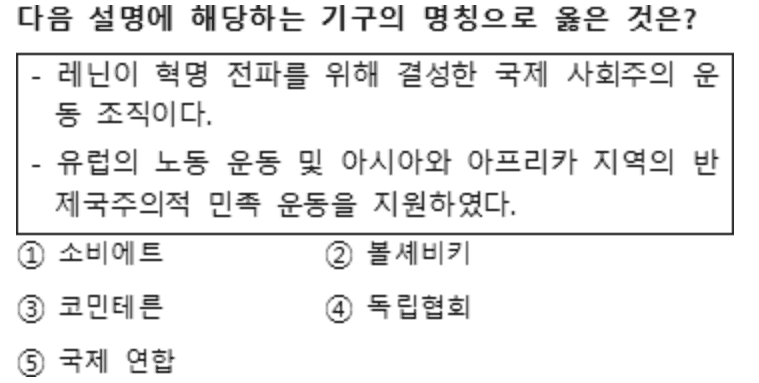 다음 설명에 해당하는 기구의 명칭으로 옳은 것은?
- 레닌이 혁명 전파를 위해 결성한 국제 사회주의 운
동 조직이다.
- 유럽의 노동 운동 및 아시아와 아프리카 지역의 반
제국주의적 민족 운동을 지원하였다.
① 소비에트 ② 볼셰비키
③ 코민테른 ④ 독립협회
⑤ 국제 연합